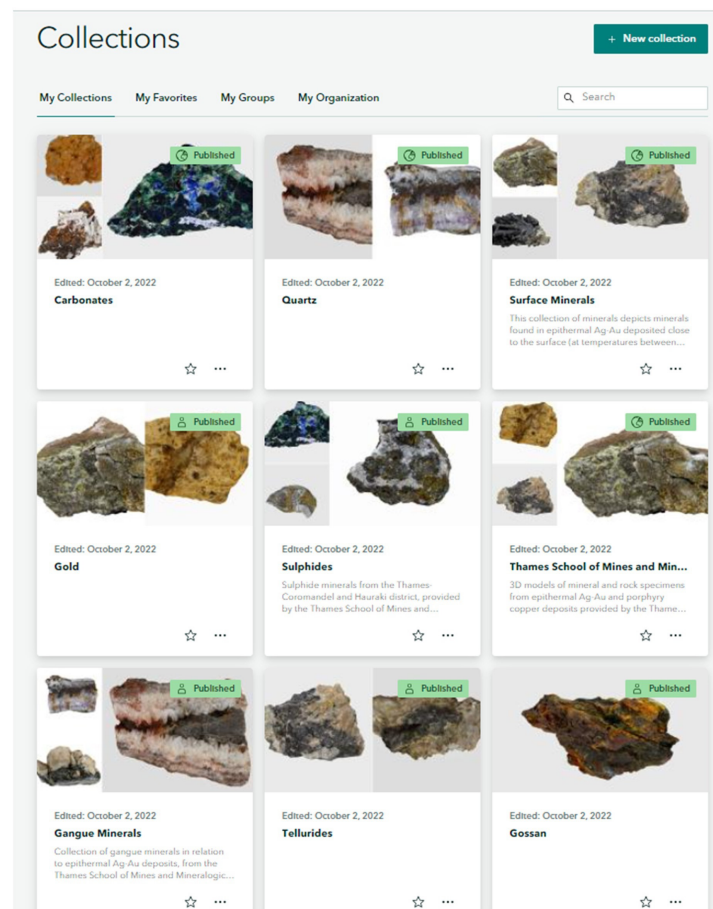 Collections
+ New collection
My Collections My Favorites My Groups My Organization
Search
Published
Edited: October 2, 2022
Carbonates
Published
Edited: October 2, 2022
Quartz
Published
Edited: October 2, 2022
Surface Minerals
This collection of minerals depicts minerals
found in epithermal Ag-Au deposited close
to the surface (at temperatures between...
Published
Edited: October 2, 2022
Gold
Published
Edited: October 2, 2022
Sulphides
Sulphide minerals from the Thames-
Coromandel and Hauraki district, provided
by the Thames School of Mines and...
Published
Edited: October 2, 2022
Thames School of Mines and Min...
3D models of mineral and rock specimens
from epithermal Ag-Au and porphyry
copper deposits provided by the Thame...
Published
Edited: October 2, 2022
Gangue Minerals
Collection of gangue minerals in relation
to epithermal Ag-Au deposits, from the
Thames School of Mines and Mineralogic...
Published
Edited: October 2, 2022
Tellurides
Published
Edited: October 2, 2022
Gossan